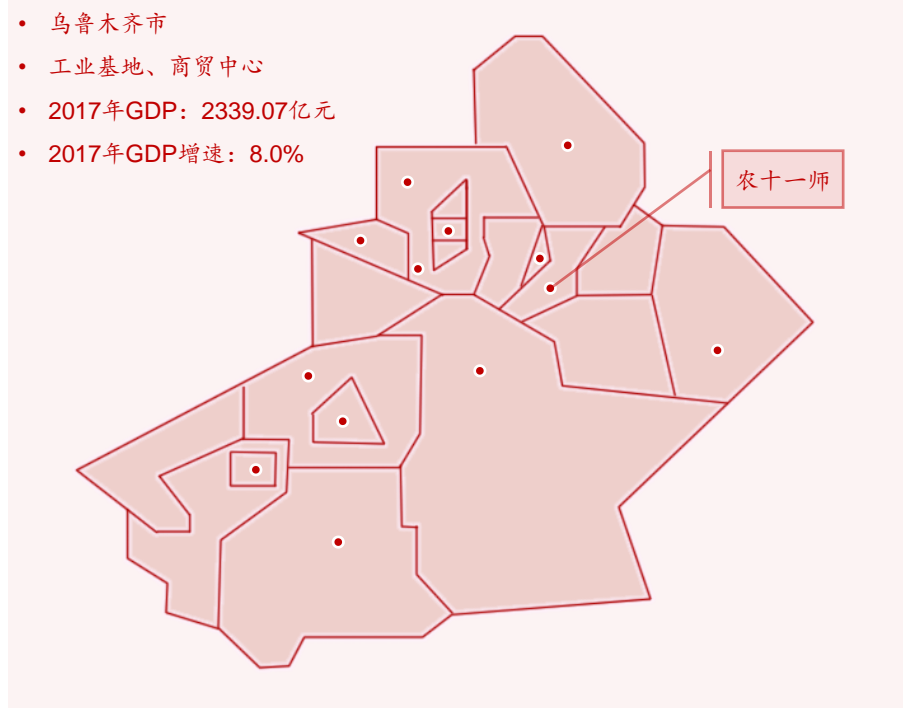 • 乌鲁木齐市
• 工业基地、商贸中心
• 2017年GDP：2339.07亿元
• 2017年GDP增速：8.0%
农十一师